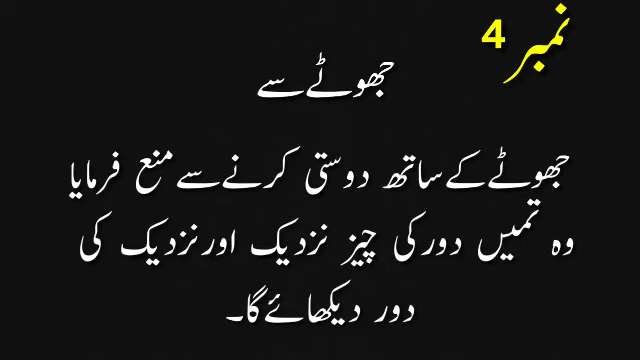 نمبر 4
جھوٹے سے
جھوٹے کے ساتھ دوستی کرنے سے منع فرمایا
وہ تمیں دور کی چیز نزدیک اور نزدیک کی
دور دیکھائے گا۔